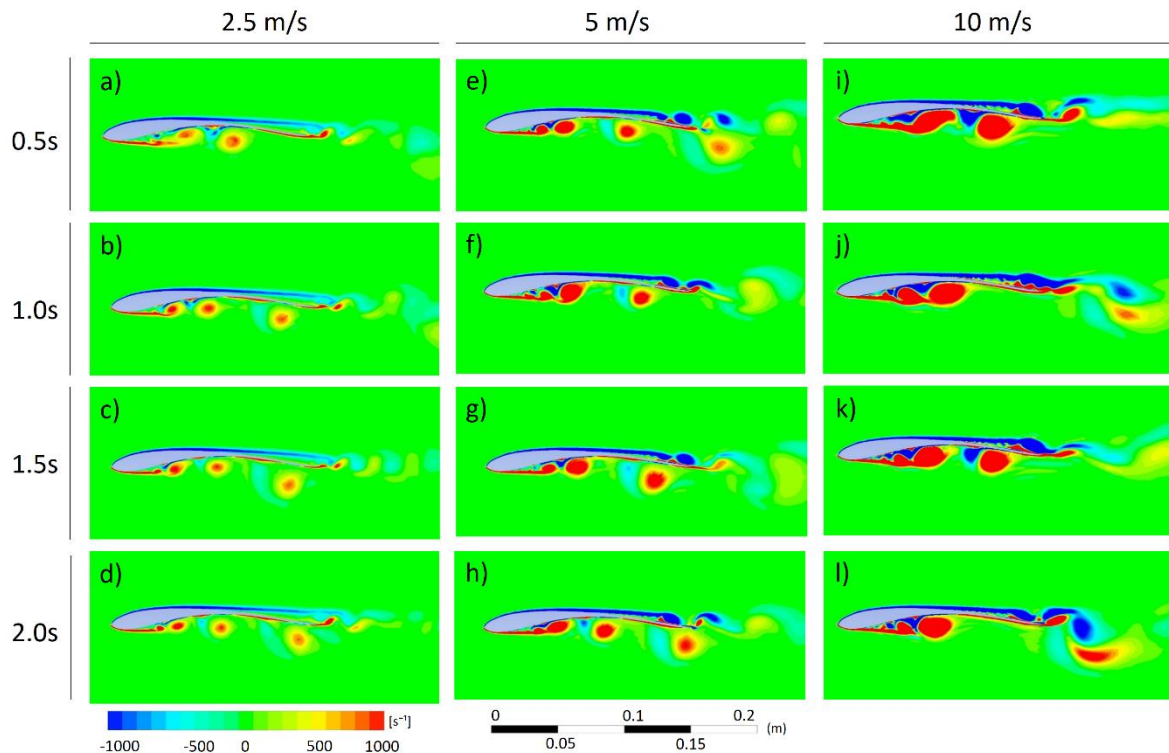 2.5 m/s 5 m/s 10 m/s
0.5s a) e) i)
1.0s b) f) j)
1.5s c) g) k)
2.0s d) h) l)
-1000 -500 0 500 1000 [s⁻¹]
0 0.1 0.2 (m)
0.05 0.15